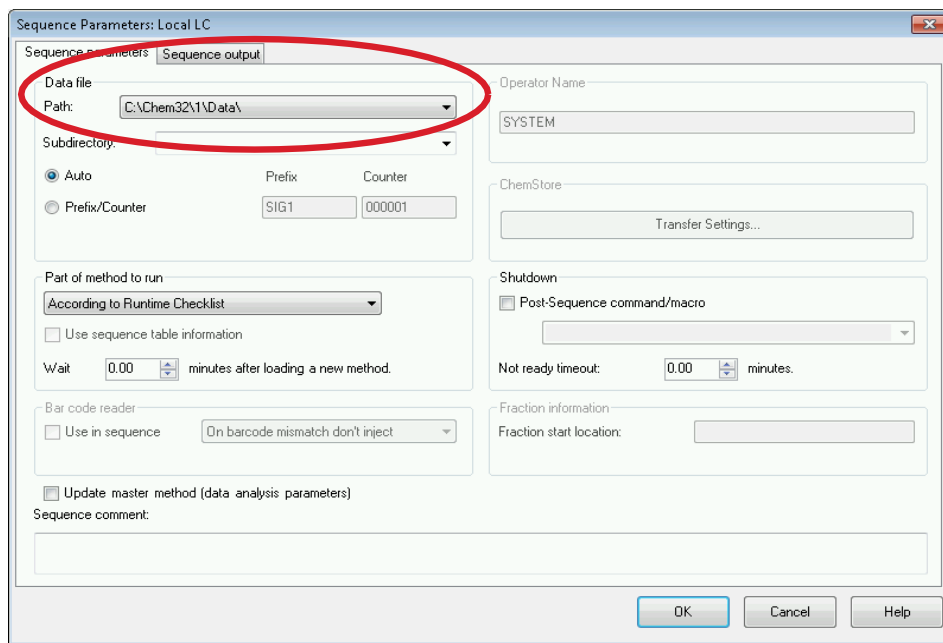 Sequence Parameters: Local LC
Sequence parameters
Sequence output
Data file
Path: C:\Chem32\1\Data\
Subdirectory:
Auto
Prefix
Counter
Prefix/Counter
SIG1
000001
Operator Name
SYSTEM
ChemStore
Transfer Settings...
Part of method to run
According to Runtime Checklist
Use sequence table information
Wait 0.00 minutes after loading a new method.
Shutdown
Post-Sequence command/macro
Not ready timeout: 0.00 minutes.
Bar code reader
Use in sequence
On barcode mismatch don't inject
Fraction information
Fraction start location:
Update master method (data analysis parameters)
Sequence comment:
OK
Cancel
Help